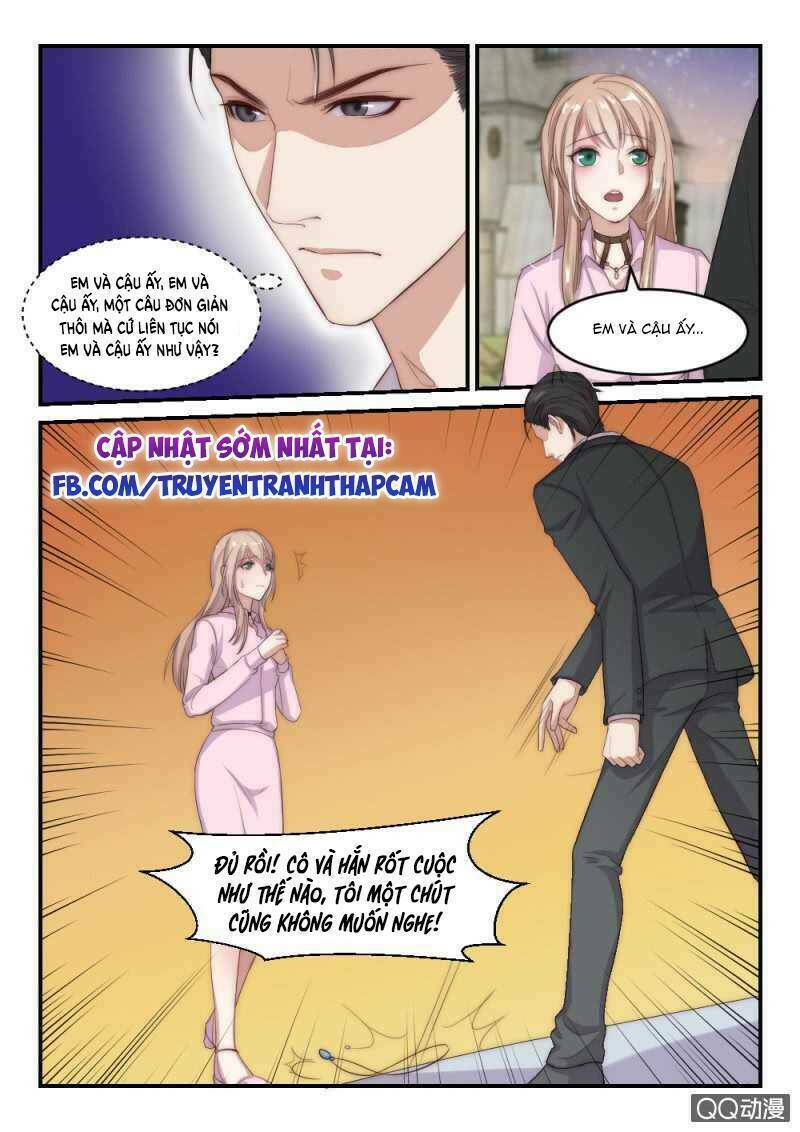 EM VÀ CẬU ẤY, EM VÀ
CẬU ẤY, MỘT CÂU ĐƠN GIẢN
THÔI MÀ CỨ LIÊN TỤC NÓI
EM VÀ CẬU ẤY NHƯ VẬY?
EM VÀ CẬU ẤY...
CẬP NHẬT SỚM NHẤT TẠI:
FB.COM/TRUYENTRANHTHAPCAM
ĐỦ RỒI! CÔ VÀ HẮN RỐT CUỘC
NHƯ THẾ NÀO, TÔI MỘT CHÚT
CŨNG KHÔNG MUỐN NGHE!
QQ动漫